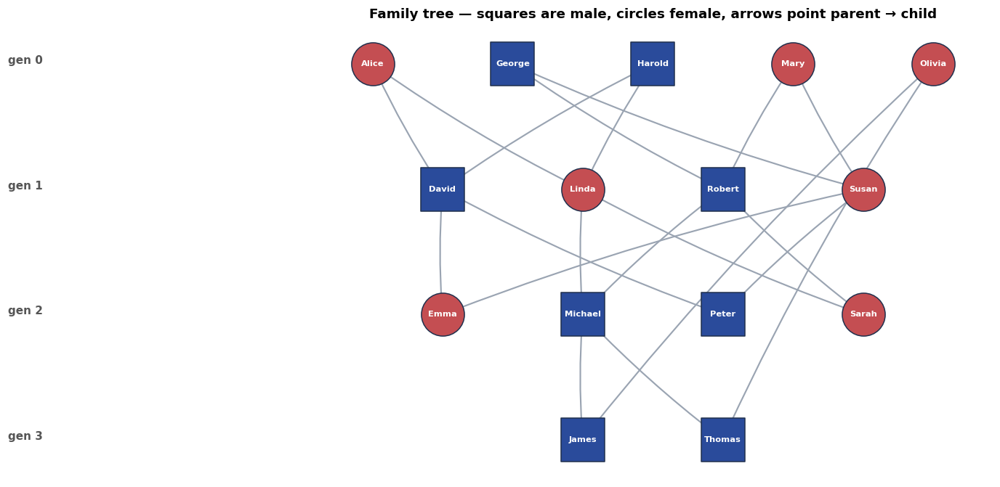 Family tree — squares are male, circles female, arrows point parent → child
gen 0
Alice
George
Harold
Mary
Olivia
gen 1
David
Linda
Robert
Susan
gen 2
Emma
Michael
Peter
Sarah
gen 3
James
Thomas